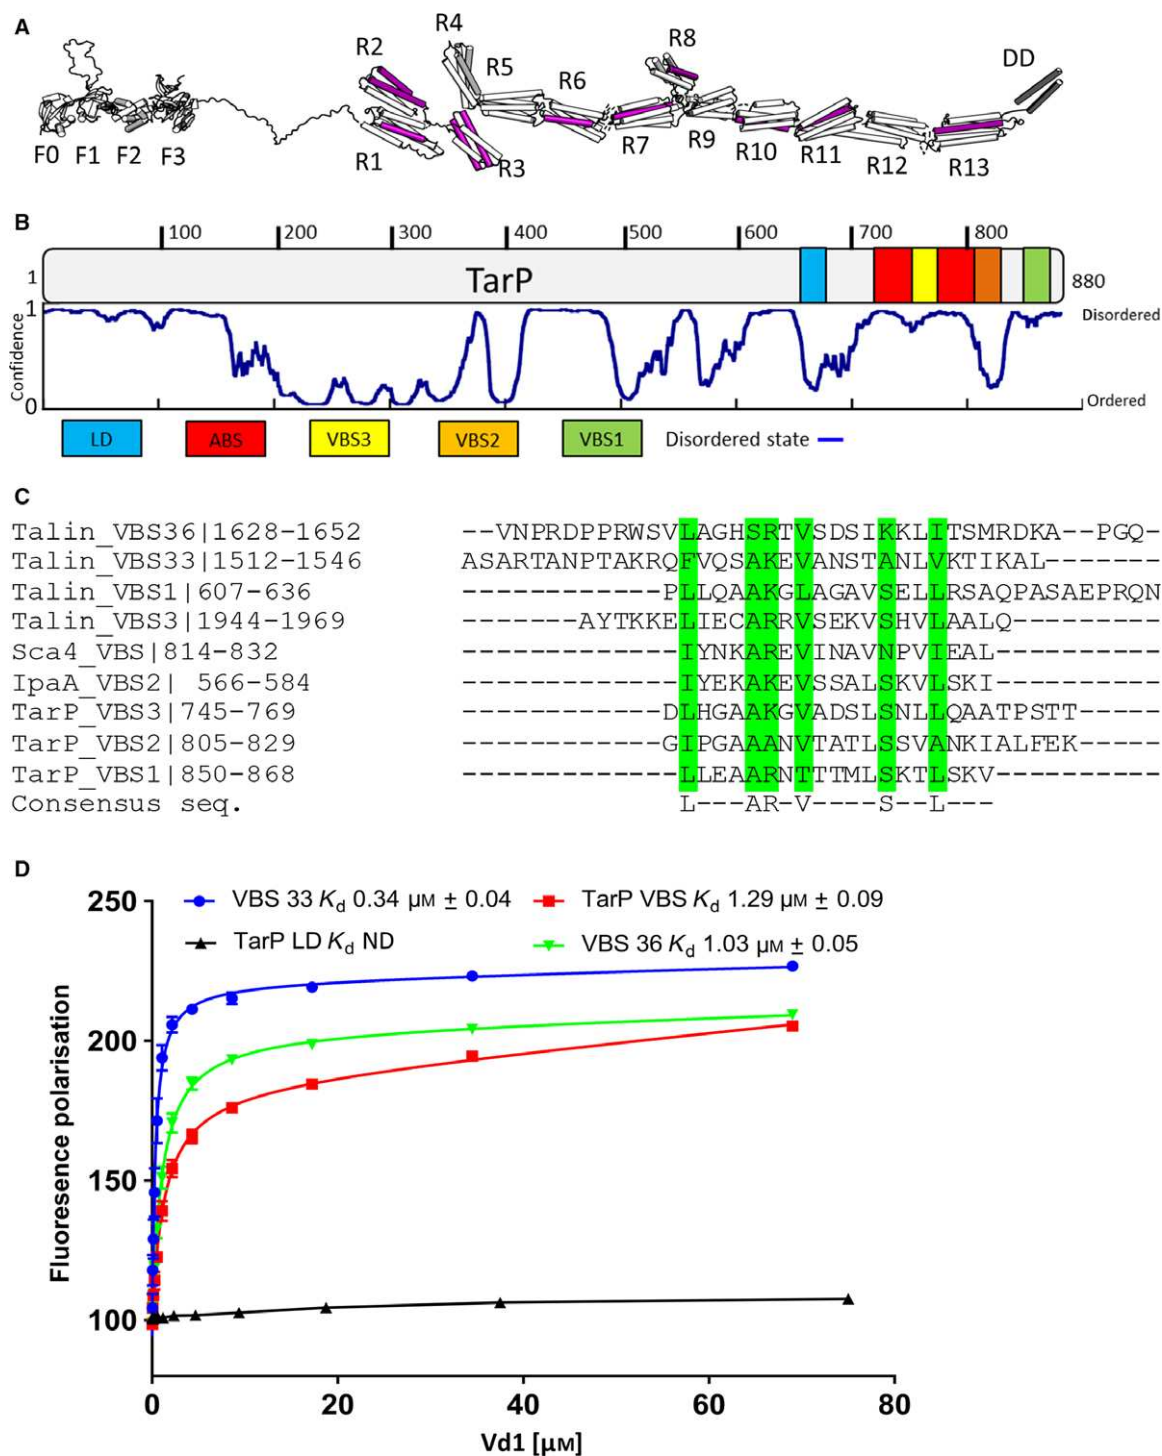 A
F0 F1 F2 F3
R1
R2
R3
R4
R5
R6
R7
R8
R9
R10
R11
R12
R13
DD
B
100 200 300 400 500 600 700 800
1 TarP 880
Confidence
1
0
Disordered
Ordered
LD ABS VBS3 VBS2 VBS1 Disordered state
C
Talin_VBS36|1628-1652 --VNPRDPPRWSVLAGHSRTVSDSIKKLITSMRDKA--PGQ-
Talin_VBS33|1512-1546 ASARTANPTAKRQFVQSAKEVANSTANLVKTIKAL-------
Talin_VBS1|607-636 ------------PLLQAAKGLAGAVSELLRSAQPASAEPRQN
Talin_VBS3|1944-1969 -------AYTKKELIECARRVSEKVSHVLAALQ---------
Sca4_VBS|814-832 -------------IYNKAREVINAVNPVIEAL----------
IpaA_VBS2| 566-584 -------------IYEKAKEVSSALSKVLSKI----------
TarP_VBS3|745-769 ------------DLHGAAKGVADSLSNLLQAATPSTT-----
TarP_VBS2|805-829 ------------GIPGAAANVTATLSSVANKIALFEK-----
TarP_VBS1|850-868 -------------LLEAARNTTTMLSKTLSKV----------
Consensus seq. L---AR-V----S--L---
D
VBS 33 Kd 0.34 µM ± 0.04
TarP VBS Kd 1.29 µM ± 0.09
TarP LD Kd ND
VBS 36 Kd 1.03 µM ± 0.05
Fluoresence polarisation
250
200
150
100
0 20 40 60 80
Vd1 [µM]